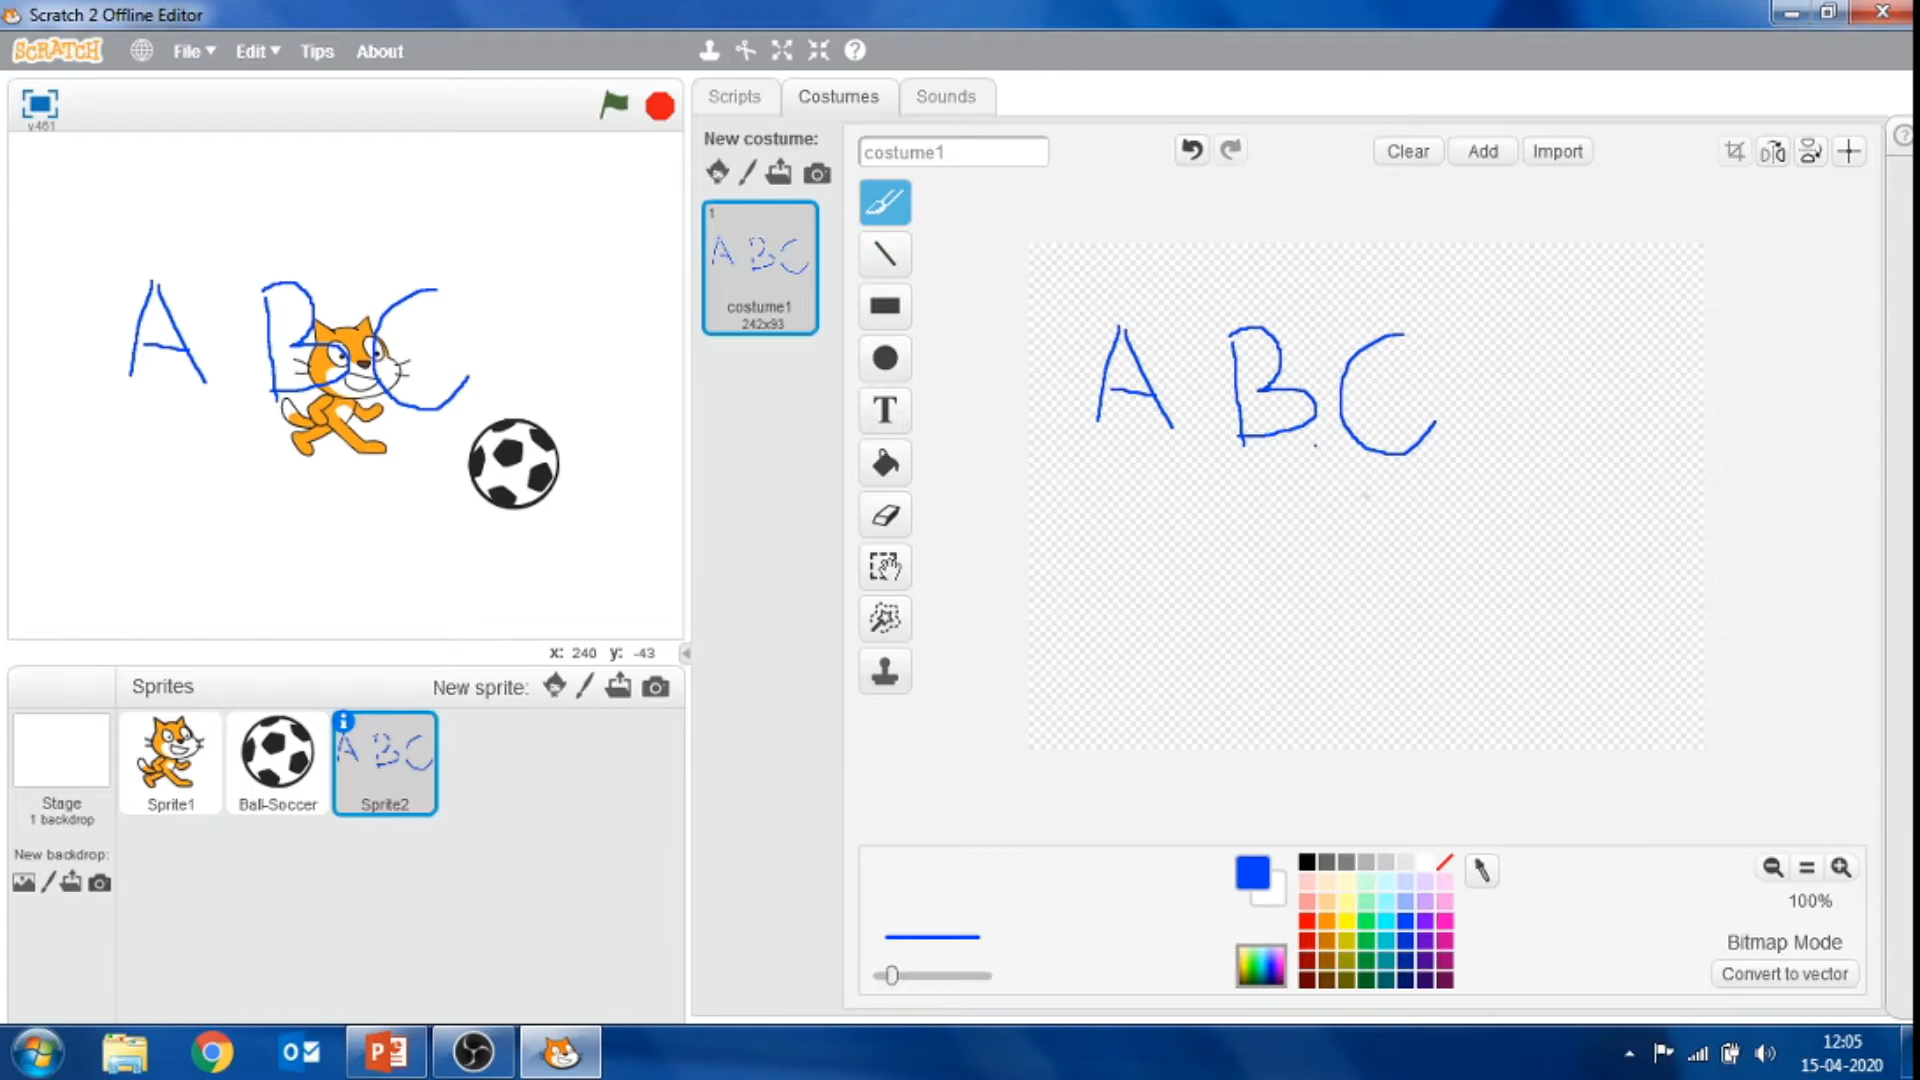 Scratch 2 Offline Editor
SCRATCH File Edit Tips About
v461
Scripts Costumes Sounds
New costume:
costume1
Clear Add Import
1
A B C
costume1
242x93
A B C
A B C
x: 240 y: -43
Sprites New sprite:
A B C
Stage
1 backdrop
Sprite1 Ball-Soccer Sprite2
New backdrop:
100%
Bitmap Mode
Convert to vector
12:05
15-04-2020